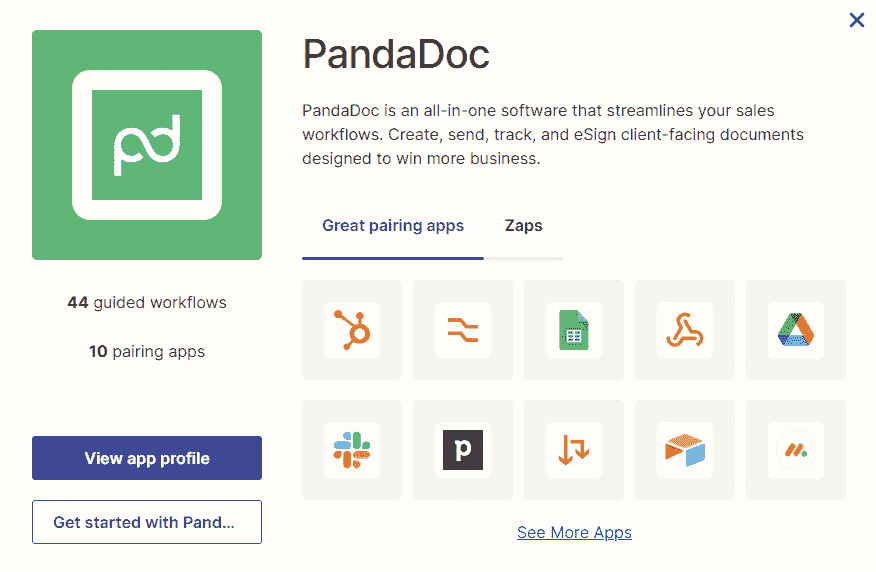 PandaDoc
PandaDoc is an all-in-one software that streamlines your sales
workflows. Create, send, track, and eSign client-facing documents
designed to win more business.
Great pairing apps
Zaps
pd
44 guided workflows
10 pairing apps
View app profile
Get started with Pand...
p
See More Apps